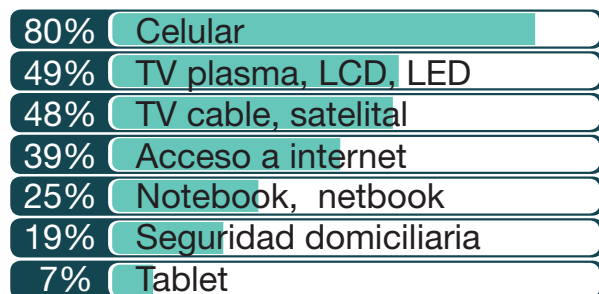 80% Celular
49% TV plasma, LCD, LED
48% TV cable, satelital
39% Acceso a internet
25% Notebook, netbook
19% Seguridad domiciliaria
7% Tablet